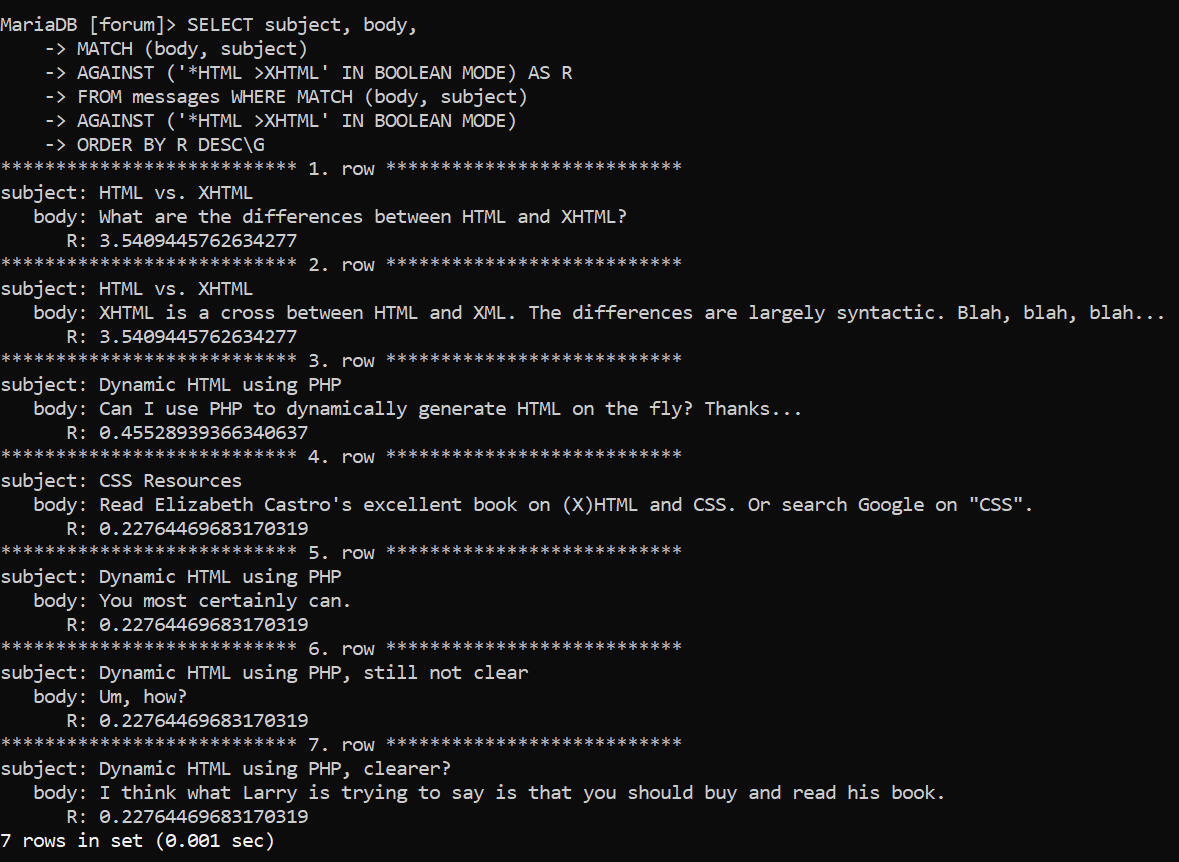 MariaDB [forum]> SELECT subject, body,
    -> MATCH (body, subject)
    -> AGAINST ('*HTML >XHTML' IN BOOLEAN MODE) AS R
    -> FROM messages WHERE MATCH (body, subject)
    -> AGAINST ('*HTML >XHTML' IN BOOLEAN MODE)
    -> ORDER BY R DESC\G
*************************** 1. row ***************************
subject: HTML vs. XHTML
   body: What are the differences between HTML and XHTML?
      R: 3.5409445762634277
*************************** 2. row ***************************
subject: HTML vs. XHTML
   body: XHTML is a cross between HTML and XML. The differences are largely syntactic. Blah, blah, blah...
      R: 3.5409445762634277
*************************** 3. row ***************************
subject: Dynamic HTML using PHP
   body: Can I use PHP to dynamically generate HTML on the fly? Thanks...
      R: 0.45528939366340637
*************************** 4. row ***************************
subject: CSS Resources
   body: Read Elizabeth Castro's excellent book on (X)HTML and CSS. Or search Google on "CSS".
      R: 0.22764469683170319
*************************** 5. row ***************************
subject: Dynamic HTML using PHP
   body: You most certainly can.
      R: 0.22764469683170319
*************************** 6. row ***************************
subject: Dynamic HTML using PHP, still not clear
   body: Um, how?
      R: 0.22764469683170319
*************************** 7. row ***************************
subject: Dynamic HTML using PHP, clearer?
   body: I think what Larry is trying to say is that you should buy and read his book.
      R: 0.22764469683170319
7 rows in set (0.001 sec)